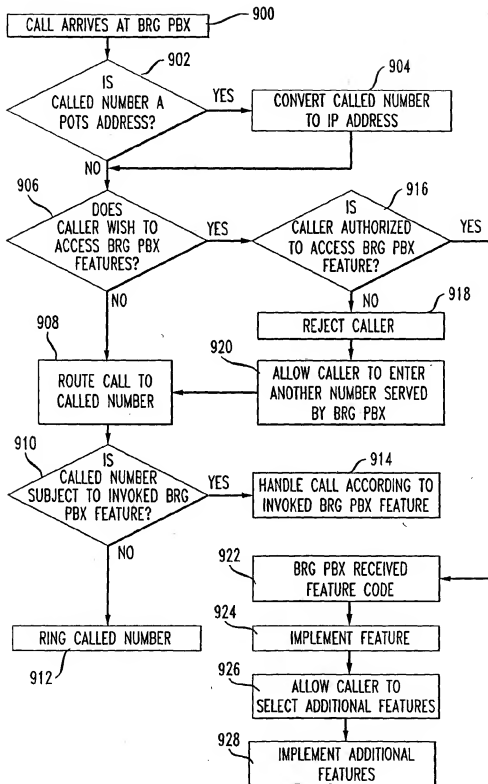 CALL ARRIVES AT BRG PBX
900
902
IS
CALLED NUMBER A
POTS ADDRESS?
YES
904
CONVERT CALLED NUMBER
TO IP ADDRESS
NO
906
DOES
CALLER WISH TO
ACCESS BRG PBX
FEATURES?
YES
916
IS
CALLER AUTHORIZED
TO ACCESS BRG PBX
FEATURE?
YES
NO
NO
918
REJECT CALLER
908
ROUTE CALL TO
CALLED NUMBER
920
ALLOW CALLER TO ENTER
ANOTHER NUMBER SERVED
BY BRG PBX
910
IS
CALLED NUMBER
SUBJECT TO INVOKED BRG
PBX FEATURE?
YES
914
HANDLE CALL ACCORDING TO
INVOKED BRG PBX FEATURE
NO
922
BRG PBX RECEIVED
FEATURE CODE
RING CALLED NUMBER
912
924
IMPLEMENT FEATURE
926
ALLOW CALLER TO
SELECT ADDITIONAL FEATURES
928
IMPLEMENT ADDITIONAL
FEATURES